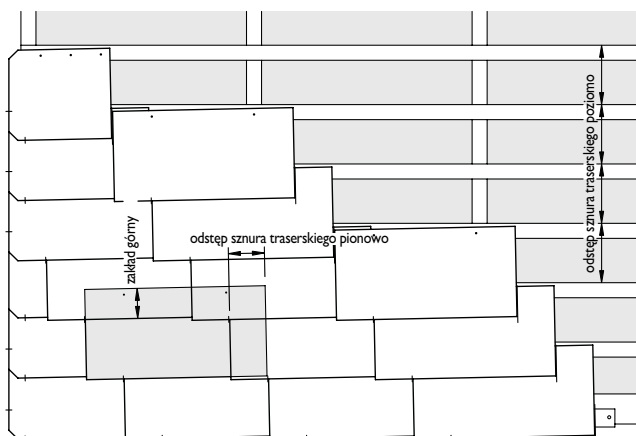 odstęp sznura traserskiego poziomo
zakład górny
odstęp sznura traserskiego pionowo